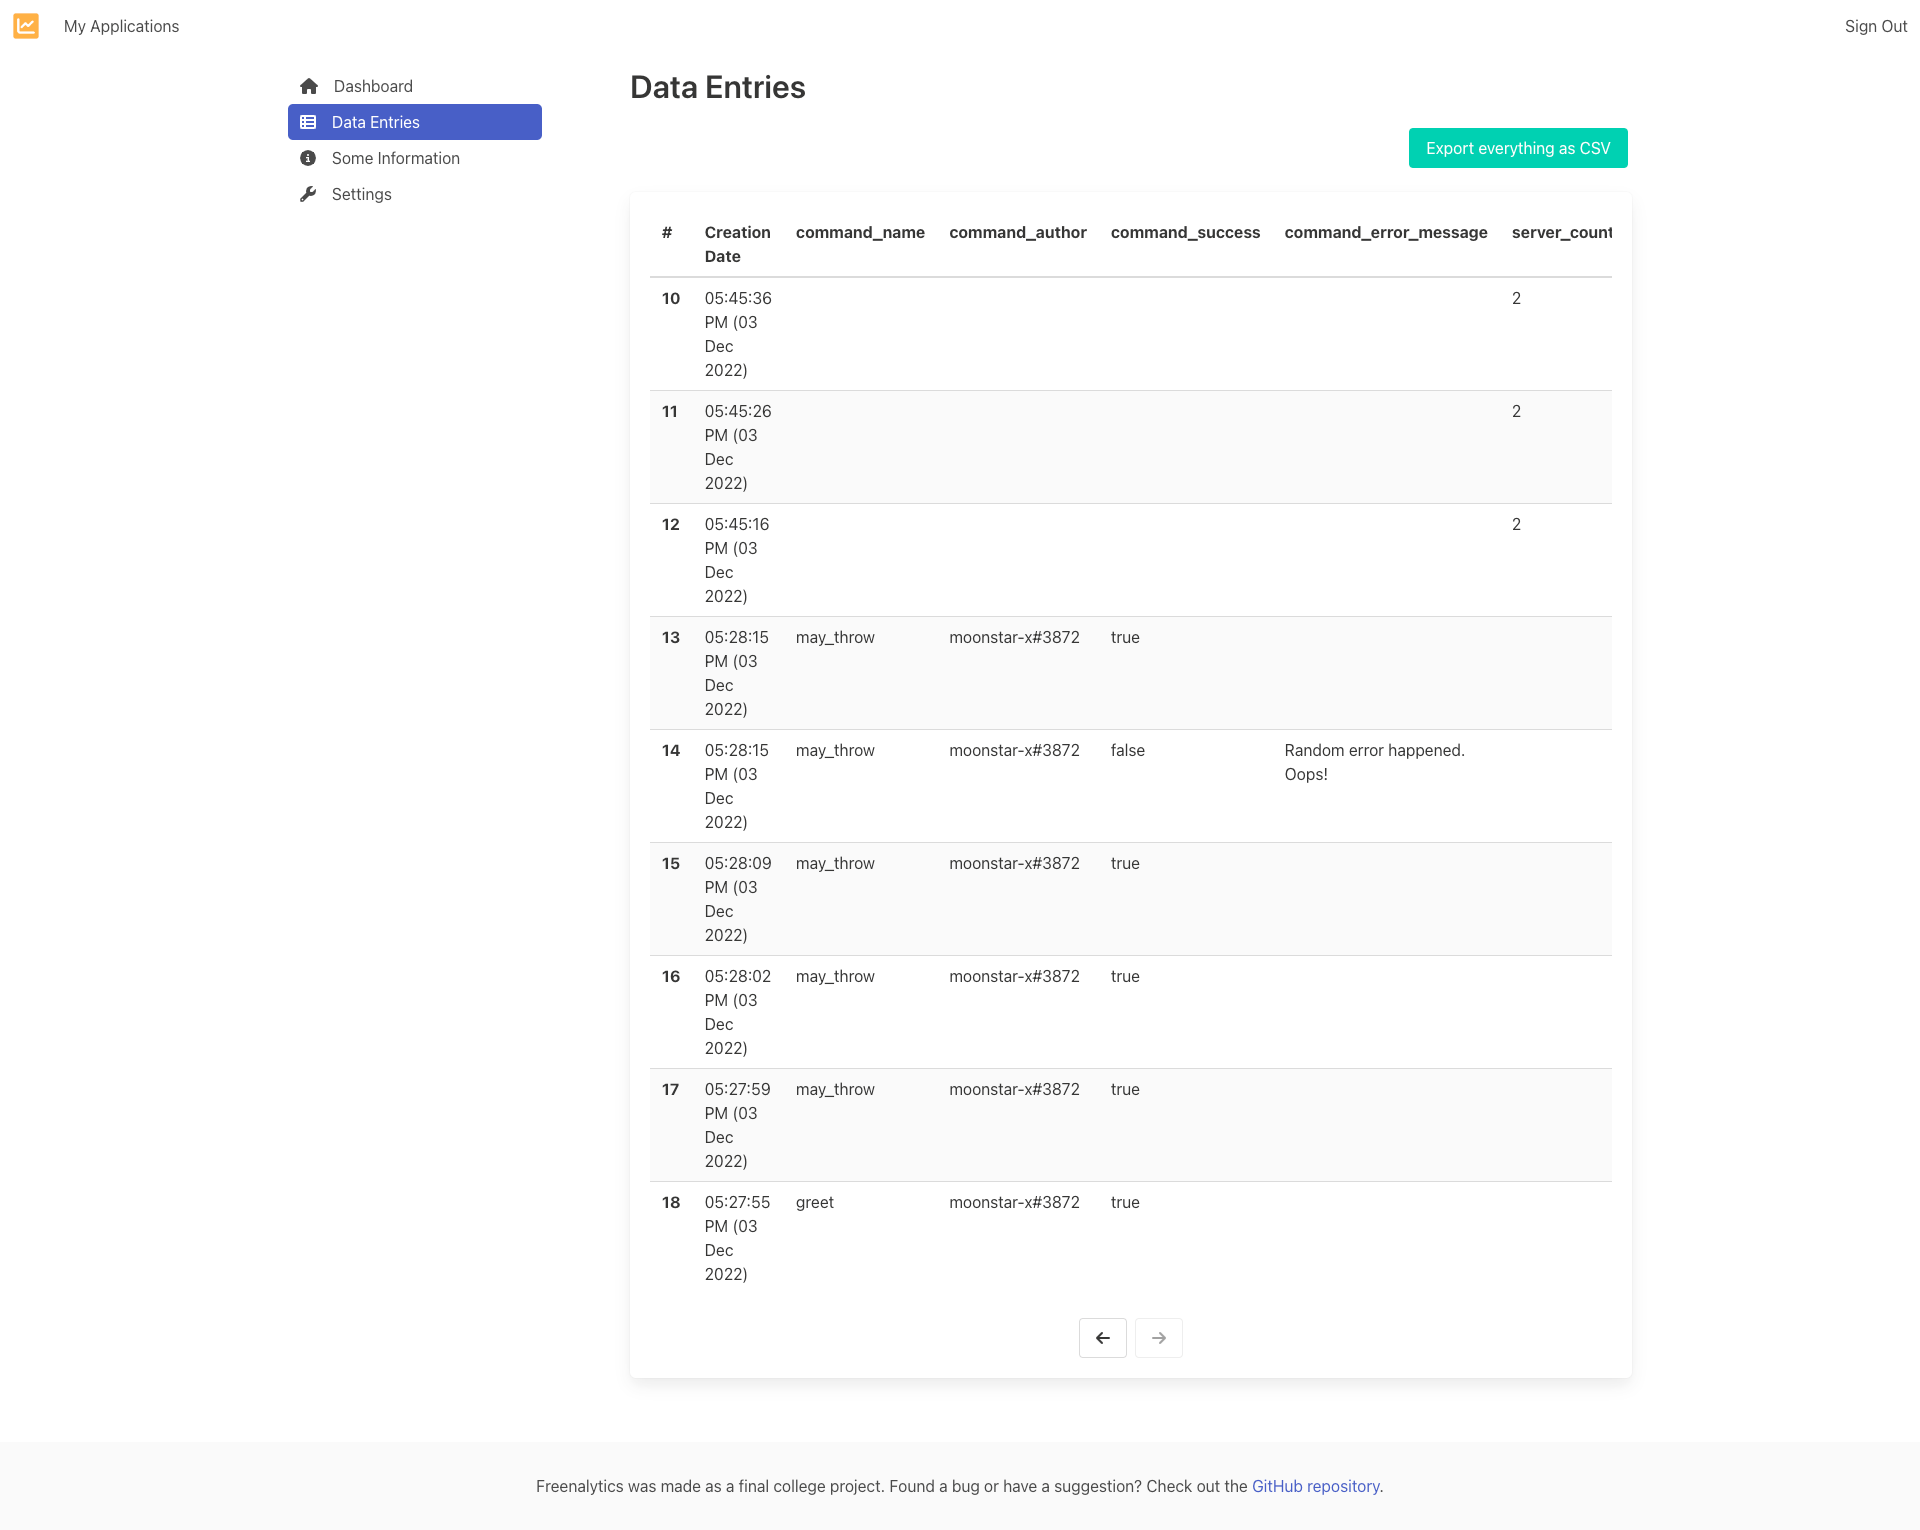 My Applications
Sign Out
Dashboard
Data Entries
Some Information
Settings
Data Entries
Export everything as CSV
# Creation Date command_name command_author command_success command_error_message server_count
10 05:45:36 PM (03 Dec 2022) 2
11 05:45:26 PM (03 Dec 2022) 2
12 05:45:16 PM (03 Dec 2022) 2
13 05:28:15 PM (03 Dec 2022) may_throw moonstar-x#3872 true
14 05:28:15 PM (03 Dec 2022) may_throw moonstar-x#3872 false Random error happened. Oops!
15 05:28:09 PM (03 Dec 2022) may_throw moonstar-x#3872 true
16 05:28:02 PM (03 Dec 2022) may_throw moonstar-x#3872 true
17 05:27:59 PM (03 Dec 2022) may_throw moonstar-x#3872 true
18 05:27:55 PM (03 Dec 2022) greet moonstar-x#3872 true
Freenalytics was made as a final college project. Found a bug or have a suggestion? Check out the GitHub repository.